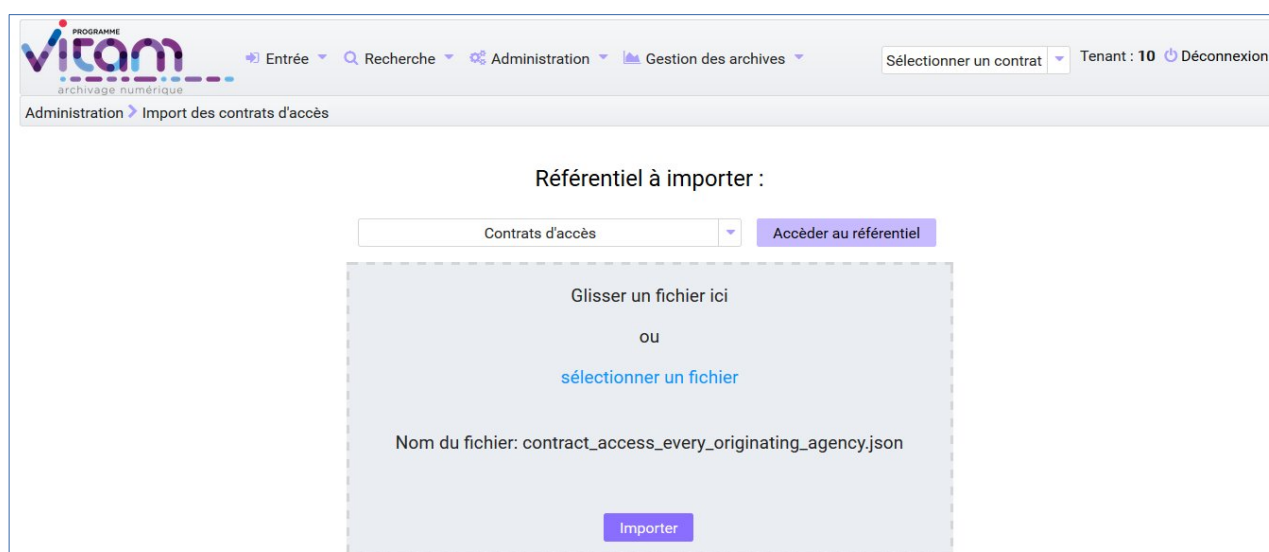 PROGRAMME
vitam
archivage numérique
Entrée Recherche Administration Gestion des archives Sélectionner un contrat Tenant : 10 Déconnexion
Administration Import des contrats d'accès
Référentiel à importer :
Contrats d'accès Accèder au référentiel
Glisser un fichier ici
ou
sélectionner un fichier
Nom du fichier: contract_access_every_originating_agency.json
Importer